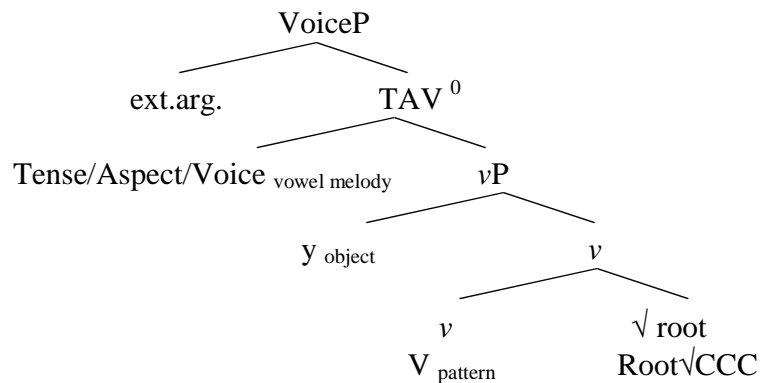 VoiceP
ext.arg. TAV 0
Tense/Aspect/Voice vowel melody vP
y object v
v √ root
V pattern Root√CCC